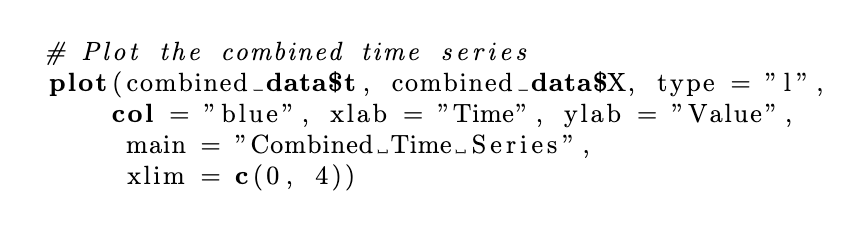 # Plot the combined time series
plot(combined_data$t, combined_data$X, type = "l",
col = "blue", xlab = "Time", ylab = "Value",
main = "Combined␣Time␣Series",
xlim = c(0, 4))